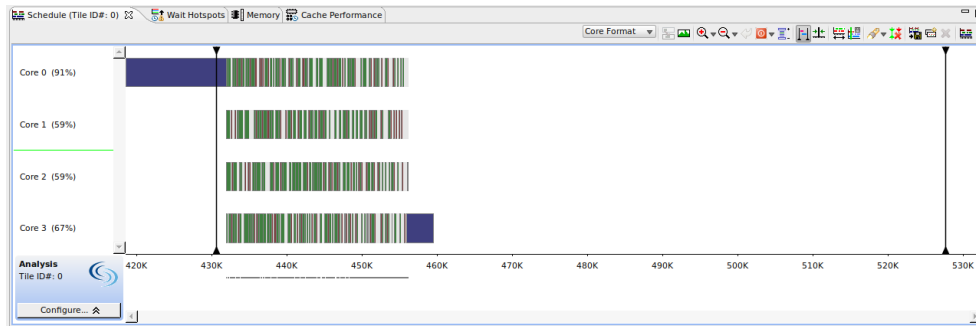 Schedule (Tile ID#: 0) Wait Hotspots Memory Cache Performance
Core Format
Core 0 (91%)
Core 1 (59%)
Core 2 (59%)
Core 3 (67%)
Analysis
Tile ID#: 0
420K 430K 440K 450K 460K 470K 480K 490K 500K 510K 520K 530K
Configure...